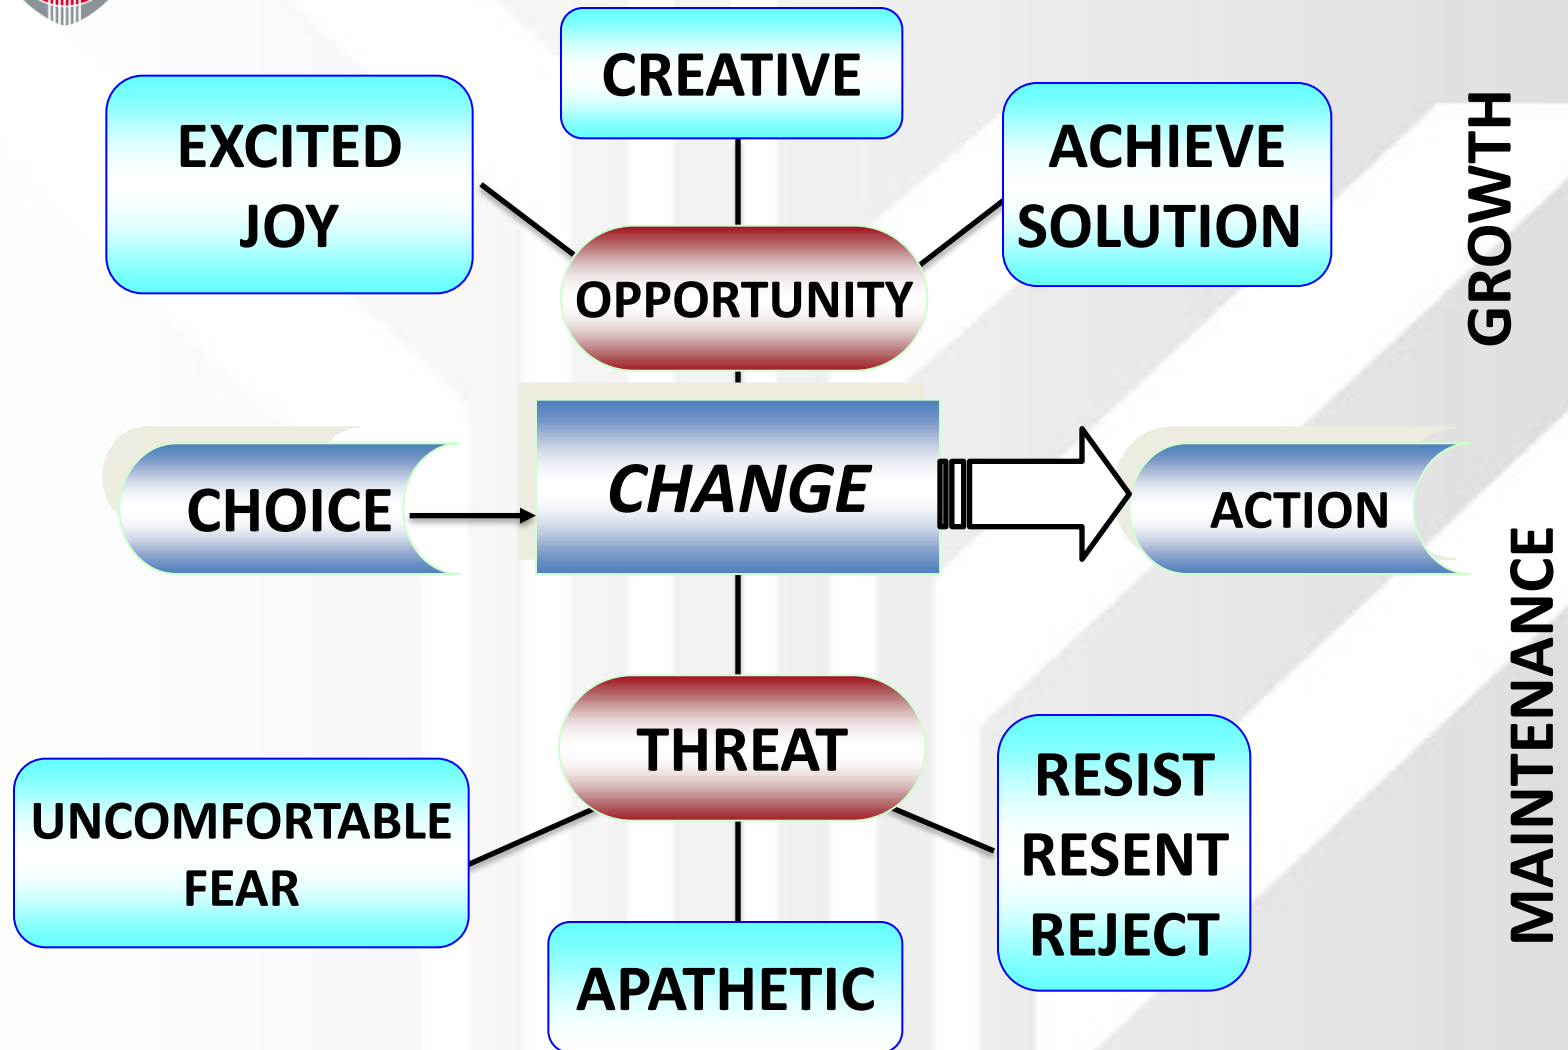 CREATIVE
EXCITED
JOY
ACHIEVE
SOLUTION
GROWTH
OPPORTUNITY
CHOICE
CHANGE
ACTION
MAINTENANCE
THREAT
UNCOMFORTABLE
FEAR
RESIST
RESENT
REJECT
APATHETIC